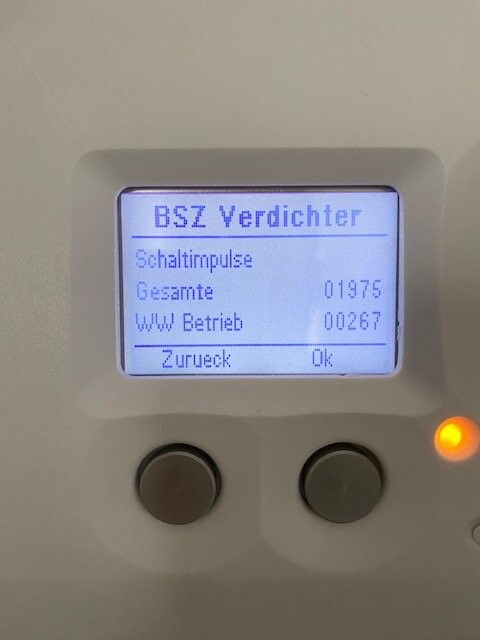 BSZ Verdichter
Schaltimpulse
Gesamte 01975
WW Betrieb 00267
Zurueck Ok